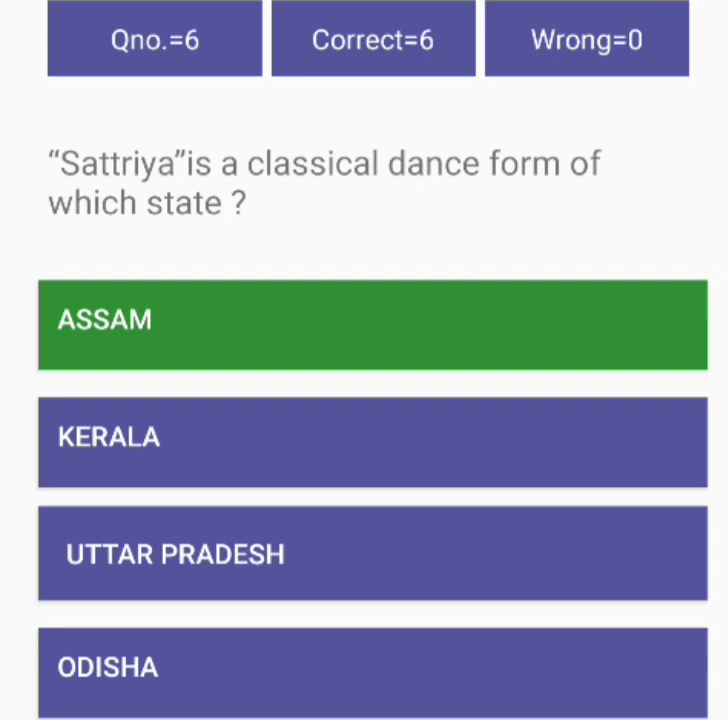 Qno.=6 Correct=6 Wrong=0
“Sattriya”is a classical dance form of
which state ?
ASSAM
KERALA
UTTAR PRADESH
ODISHA